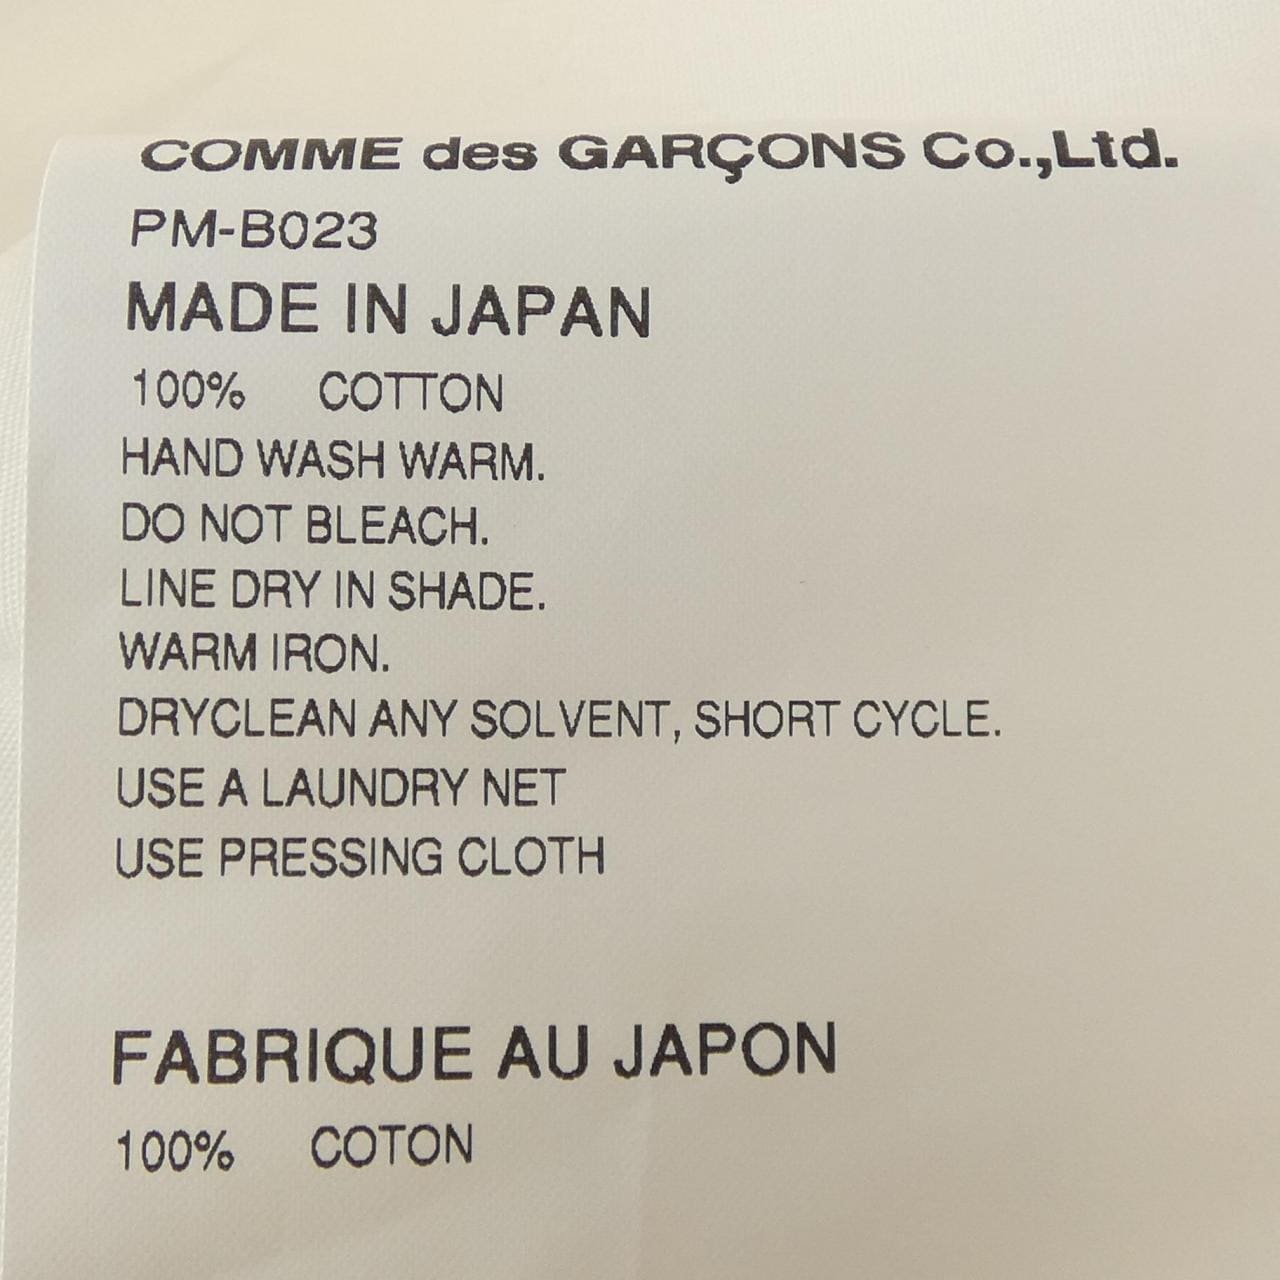 COMME des GARÇONS Co.,Ltd.
PM-B023
MADE IN JAPAN
100% COTTON
HAND WASH WARM.
DO NOT BLEACH.
LINE DRY IN SHADE.
WARM IRON.
DRYCLEAN ANY SOLVENT, SHORT CYCLE.
USE A LAUNDRY NET
USE PRESSING CLOTH
FABRIQUE AU JAPON
100% COTON